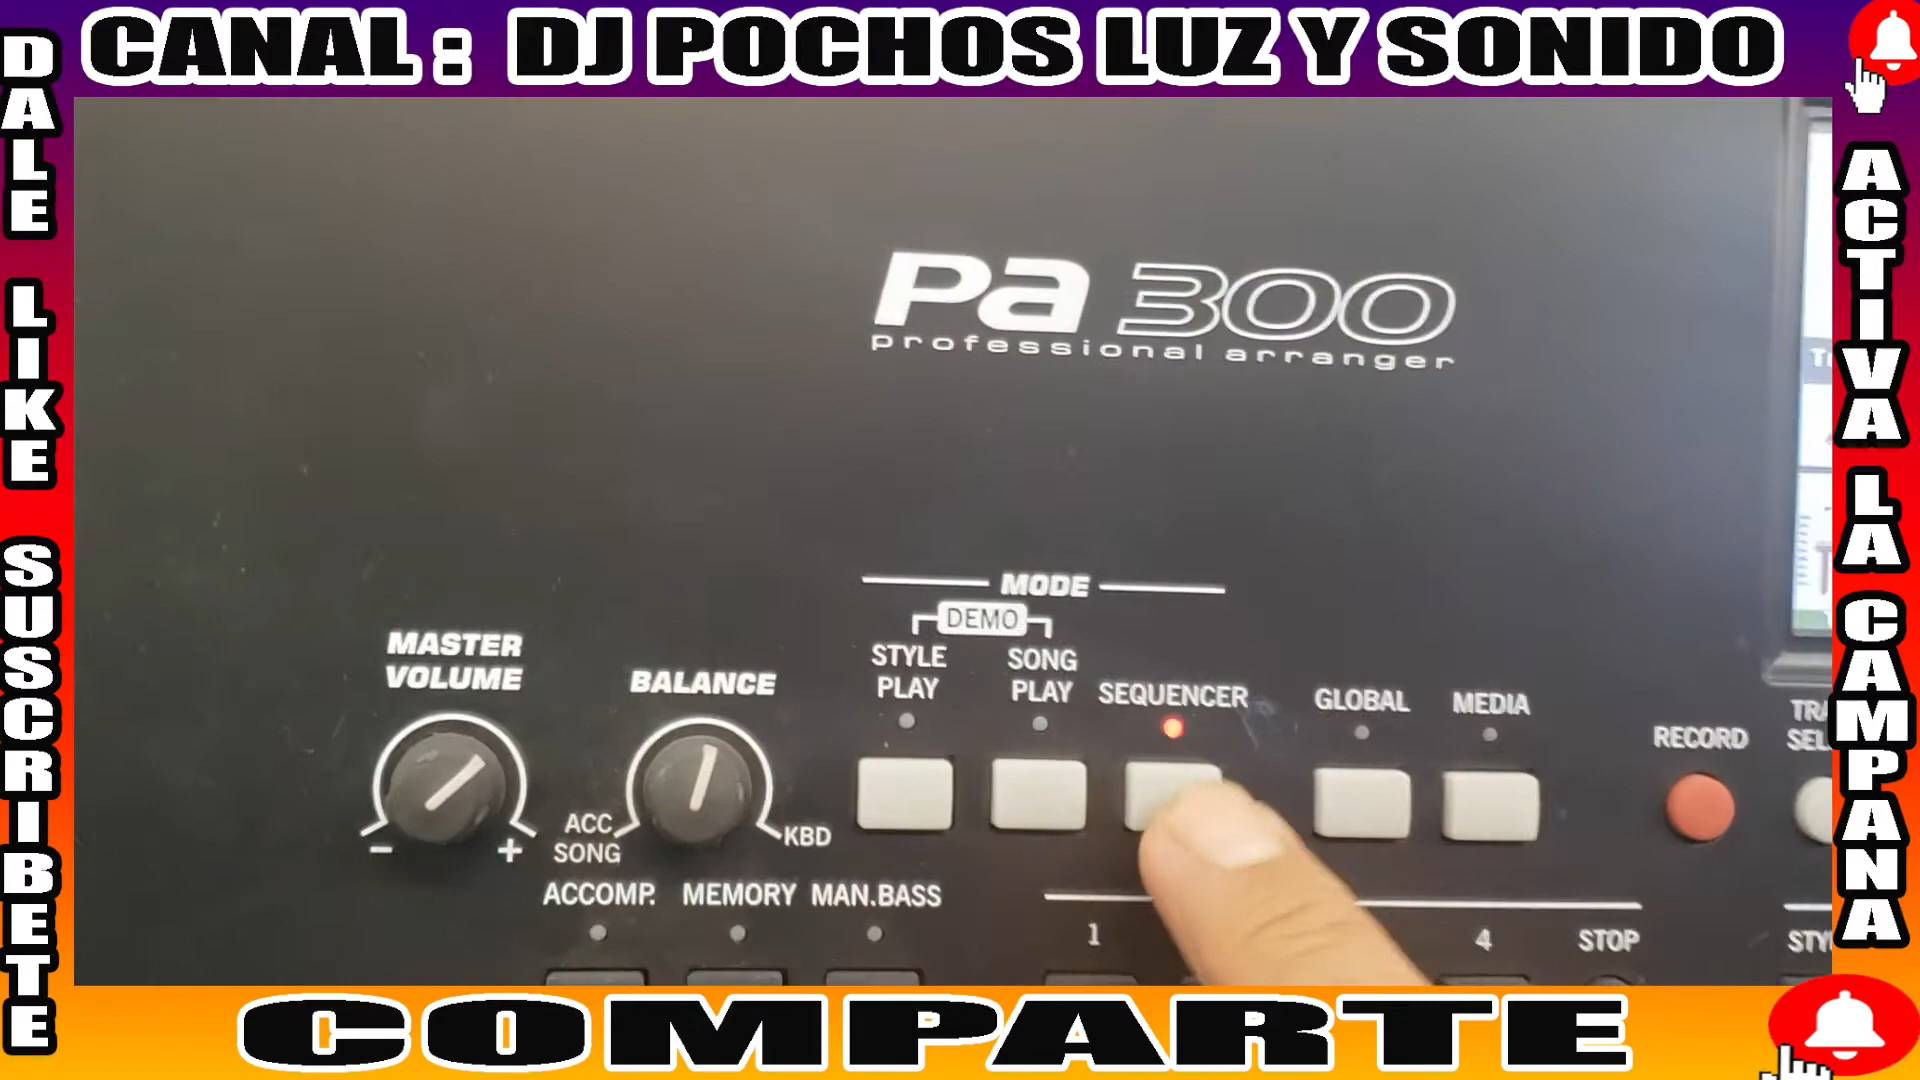 CANAL : DJ POCHOS LUZ Y SONIDO
DALE LIKE SUSCRIBETE
ACTIVA LA CAMPANA
Pa 300
professional arranger
MODE
DEMO
STYLE PLAY
SONG PLAY
SEQUENCER
GLOBAL
MEDIA
RECORD
MASTER VOLUME
- +
BALANCE
ACC SONG
KBD
ACCOMP.
MEMORY
MAN.BASS
1
4
STOP
COMPARTE